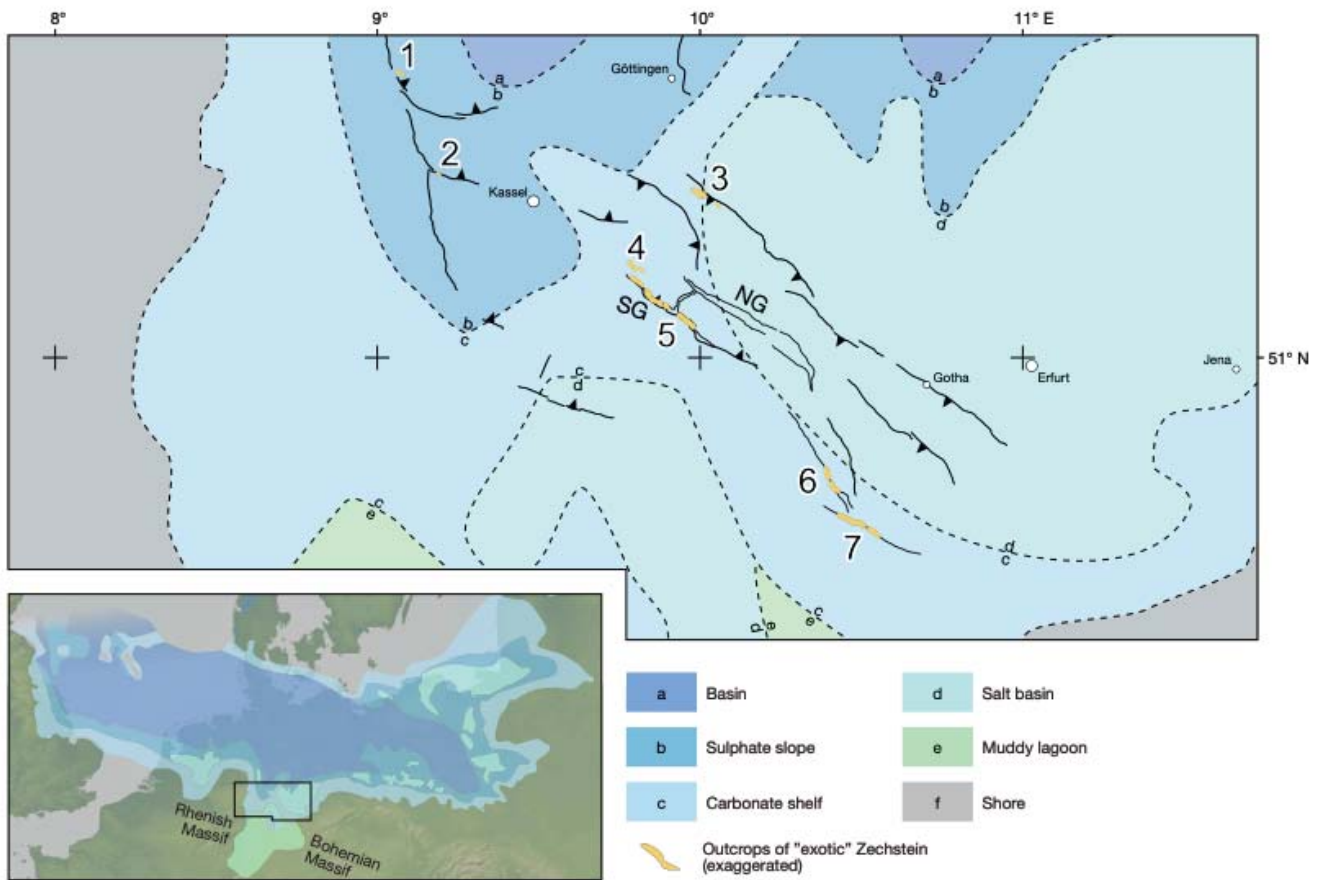 8° 9° 10° 11° E
1
a
b
Göttingen
a
b
2
Kassel
3
b
d
4
SG
NG
5
b
c
51° N
Jena
Gotha
Erfurt
c
d
6
7
c
e
d
c
d
e
c
e
Rhenish
Massif
Bohemian
Massif
a Basin
b Sulphate slope
c Carbonate shelf
d Salt basin
e Muddy lagoon
f Shore
Outcrops of "exotic" Zechstein
(exaggerated)